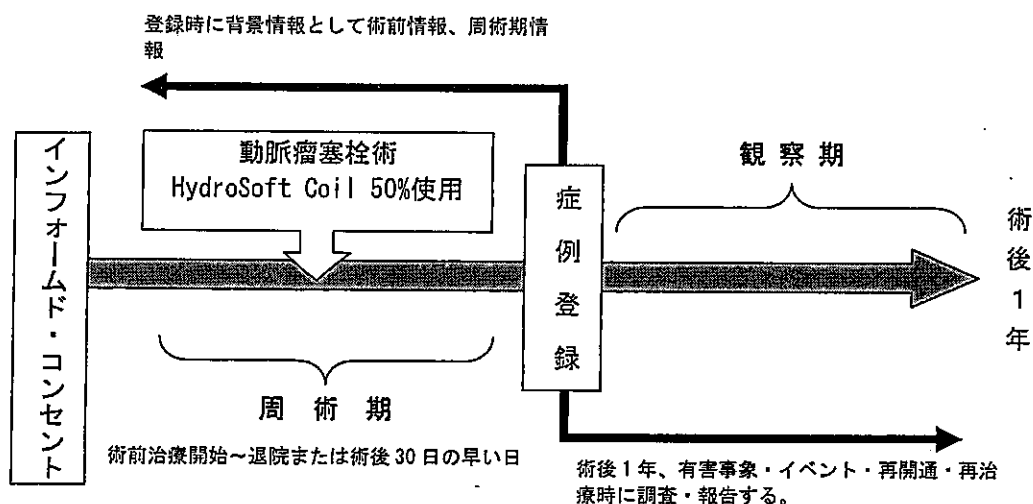 登録時に背景情報として術前情報、周術期情
報
インフォームド・コンセント
動脈瘤塞栓術
HydroSoft Coil 50%使用
症例登録
観察期
術後1年
周術期
術前治療開始~退院または術後30日の早い日
術後1年、有害事象・イベント・再開通・再治
療時に調査・報告する。